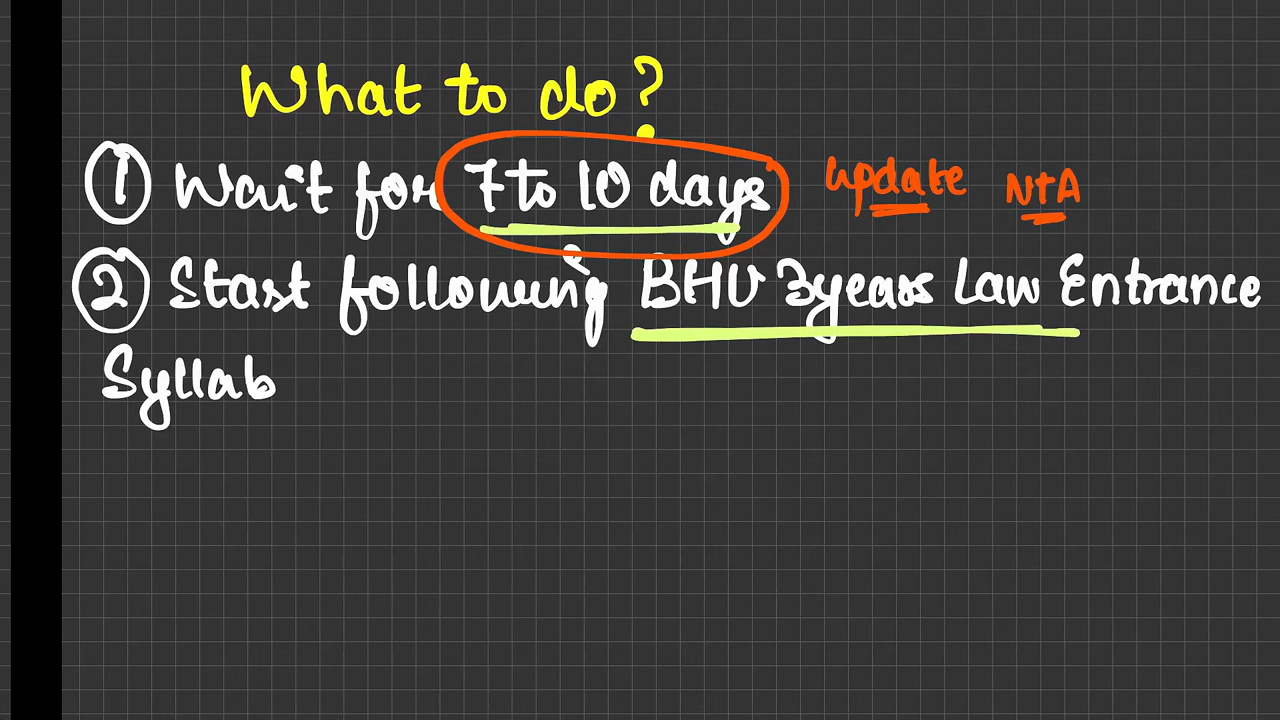 What to do?
① Wait for 7 to 10 days update NTA
② Start following BHU 3years Law Entrance
Syllab